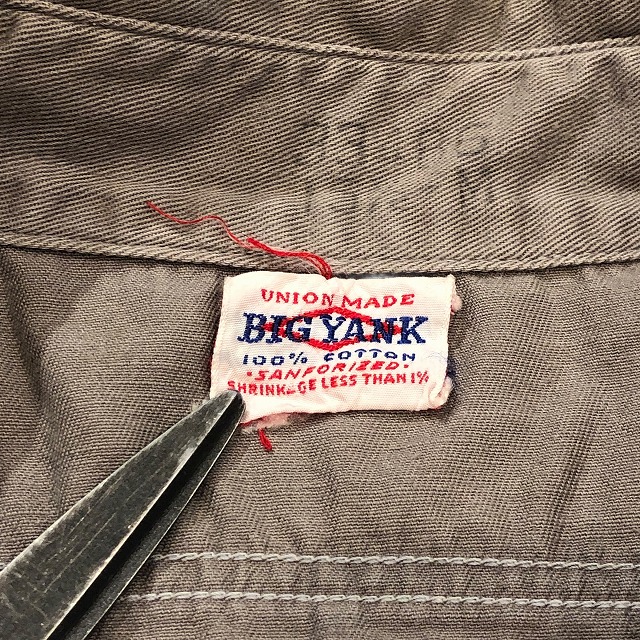 UNION MADE
BIG YANK
100% COTTON
•SANFORIZED•
SHRINKAGE LESS THAN 1%